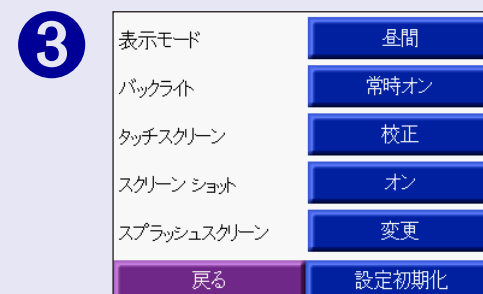 3
表示モード 昼間
バックライト 常時オン
タッチスクリーン 校正
スクリーン ショット オン
スプラッシュスクリーン 変更
戻る 設定初期化